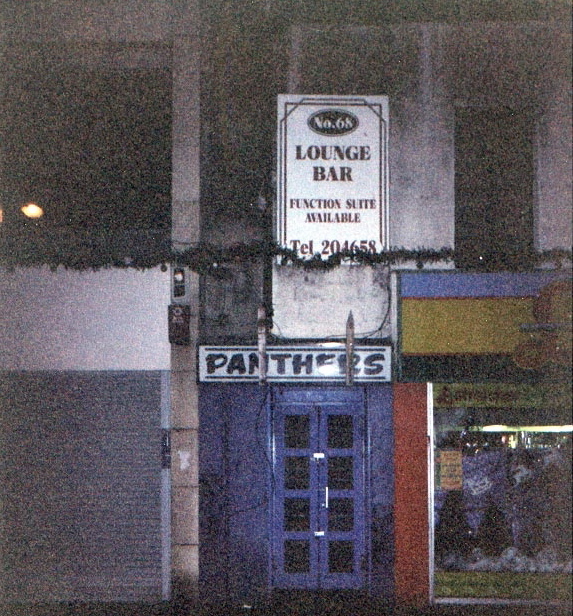 No.68
LOUNGE
BAR
FUNCTION SUITE
AVAILABLE
Tel 204658
PANTHERS